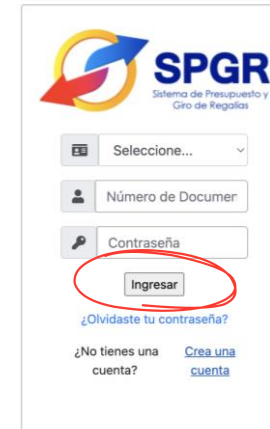 SPGR
Sistema de Presupuesto y
Giro de Regalías
Seleccione...
Número de Documen
Contraseña
Ingresar
¿Olvidaste tu contraseña?
¿No tienes una cuenta?
Crea una cuenta